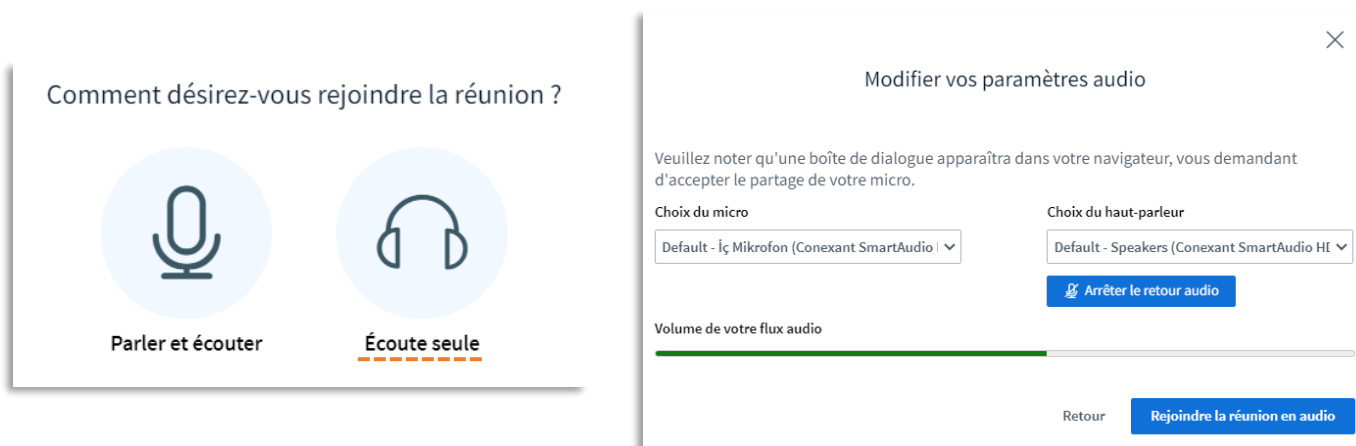 Comment désirez-vous rejoindre la réunion ?
Parler et écouter
Écoute seule
Modifier vos paramètres audio
Veuillez noter qu'une boîte de dialogue apparaîtra dans votre navigateur, vous demandant
d'accepter le partage de votre micro.
Choix du micro
Default - İç Mikrofon (Conexant SmartAudio
Choix du haut-parleur
Default - Speakers (Conexant SmartAudio HD
Arrêter le retour audio
Volume de votre flux audio
Retour
Rejoindre la réunion en audio